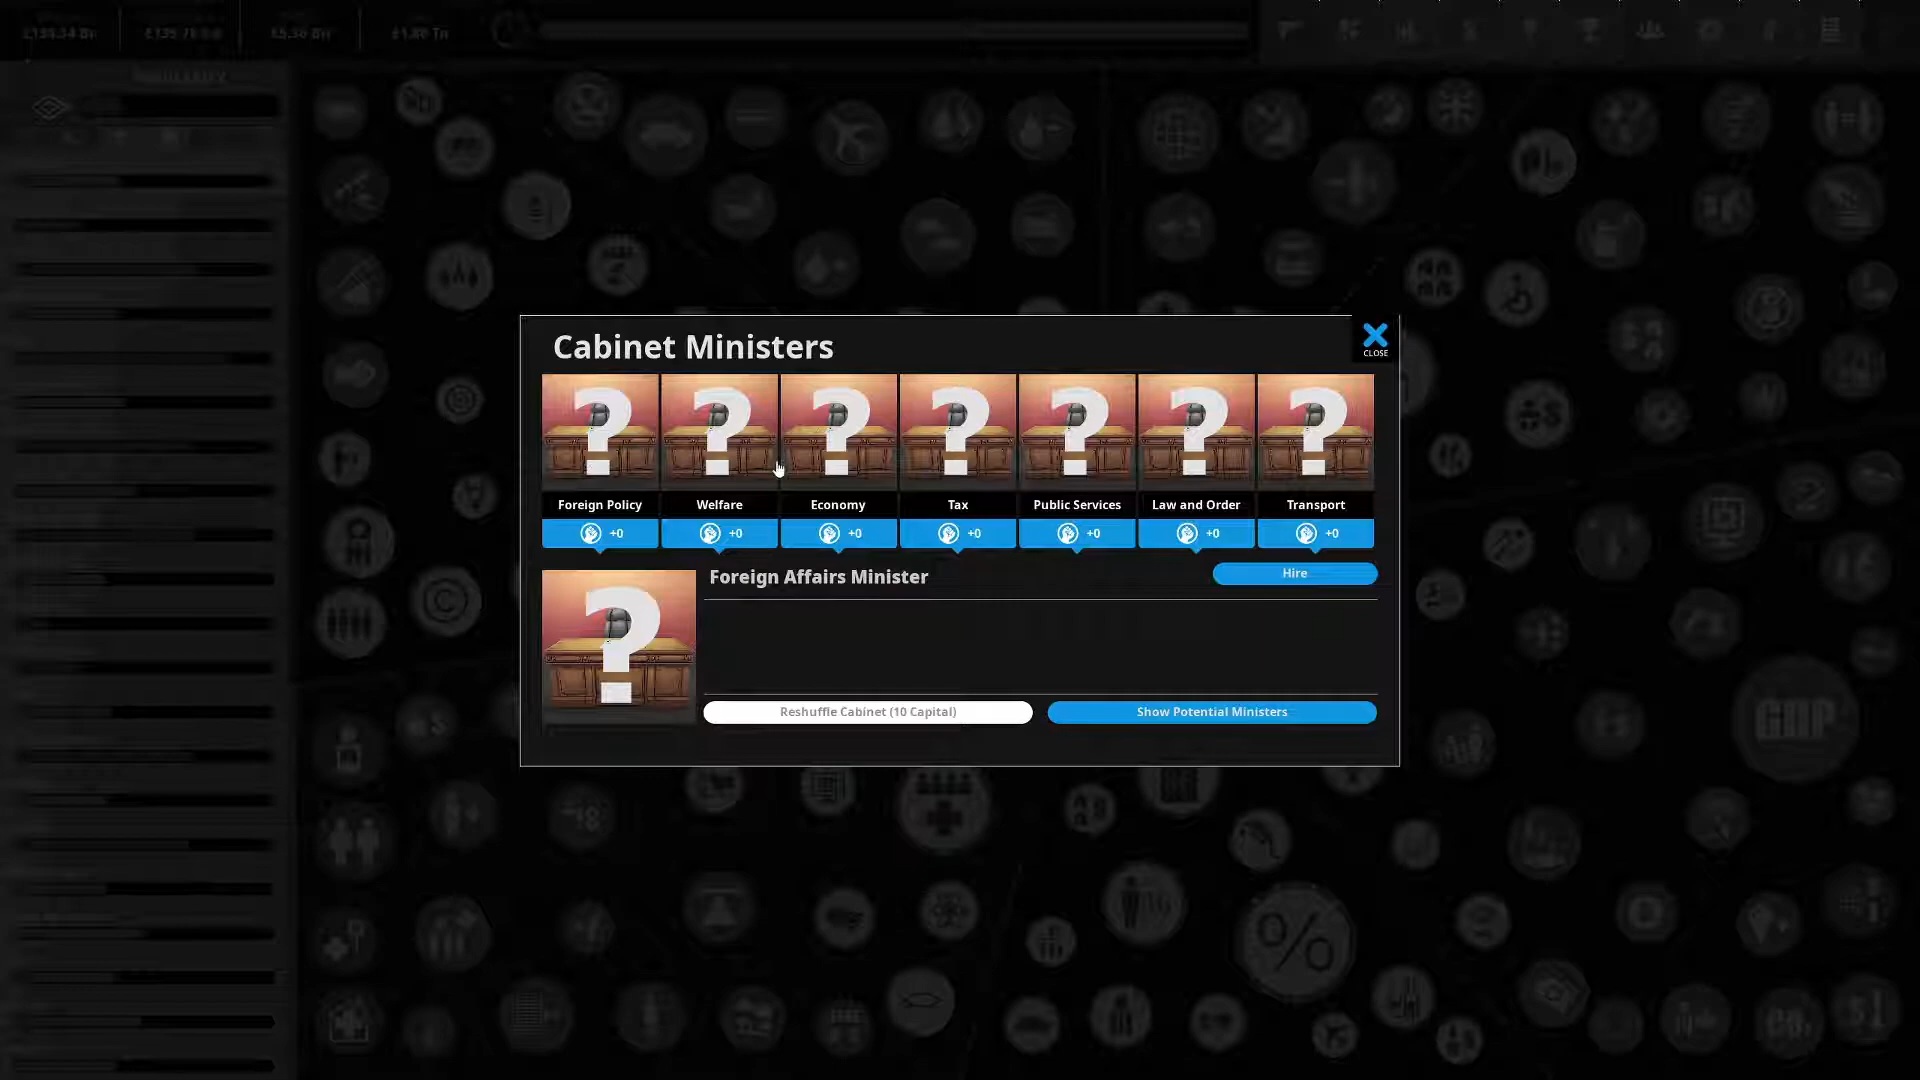 Cabinet Ministers
CLOSE
Foreign Policy
Welfare
Economy
Tax
Public Services
Law and Order
Transport
+0
+0
+0
+0
+0
+0
+0
Foreign Affairs Minister
Hire
Reshuffle Cabinet (10 Capital)
Show Potential Ministers
GDP